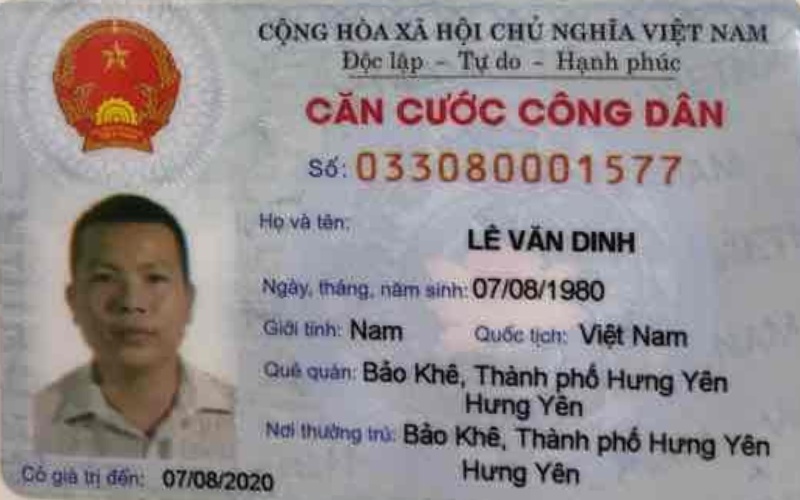 CỘNG HÒA XÃ HỘI CHỦ NGHĨA VIỆT NAM
Độc lập - Tự do - Hạnh phúc
CĂN CƯỚC CÔNG DÂN
Số: 033080001577
Họ và tên:
LÊ VĂN DINH
Ngày, tháng, năm sinh: 07/08/1980
Giới tính: Nam Quốc tịch: Việt Nam
Quê quán: Bảo Khê, Thành phố Hưng Yên
Hưng Yên
Nơi thường trú: Bảo Khê, Thành phố Hưng Yên
Hưng Yên
Có giá trị đến: 07/08/2020